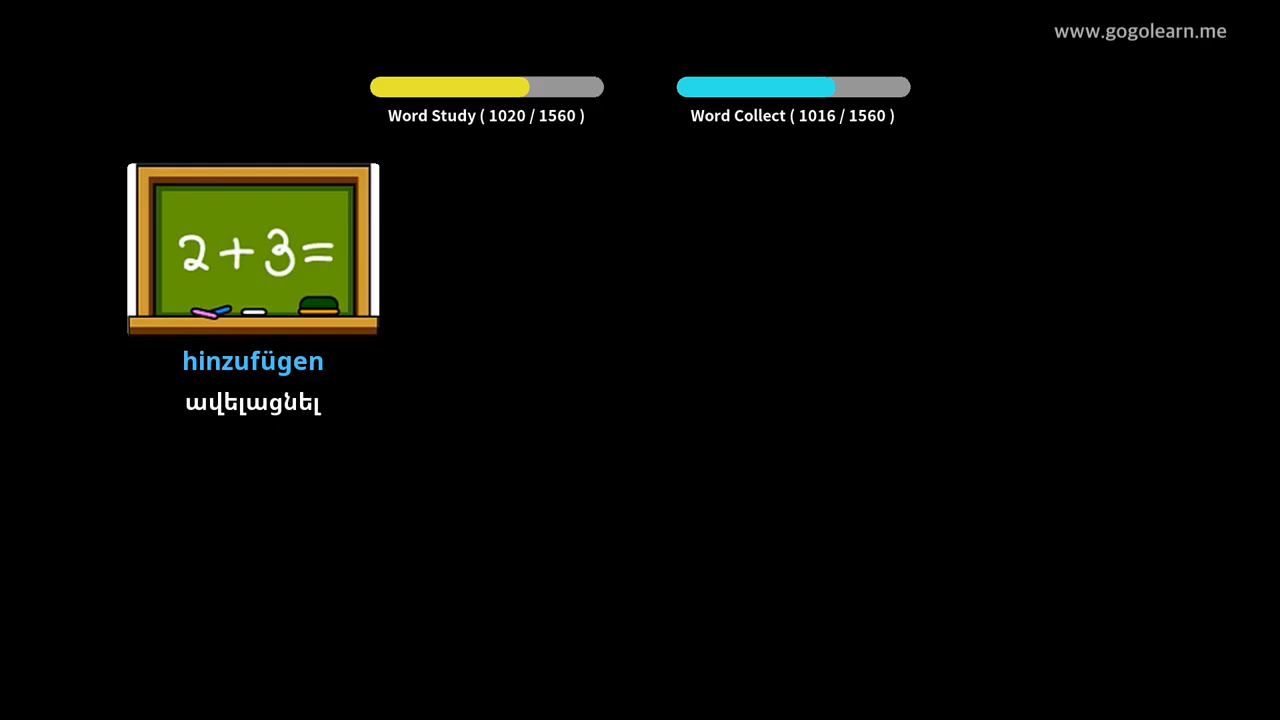 www.gogolearn.me
Word Study ( 1020 / 1560 )
Word Collect ( 1016 / 1560 )
2+3=
hinzufügen
ավելացնել